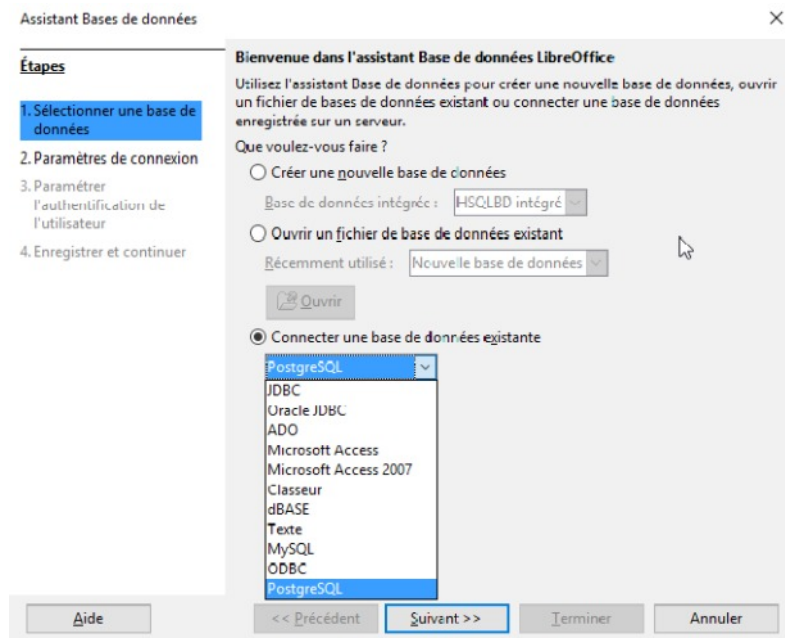 Assistant Bases de données
Étapes
1. Sélectionner une base de
données
2. Paramètres de connexion
3. Paramétrer
l'authentification de
l'utilisateur
4. Enregistrer et continuer
Bienvenue dans l'assistant Base de données LibreOffice
Utilisez l'assistant Base de données pour créer une nouvelle base de données, ouvrir
un fichier de bases de données existant ou connecter une base de données
enregistrée sur un serveur.
Que voulez-vous faire ?
Créer une nouvelle base de données
Base de données intégrée : HSQLBD intégré
Ouvrir un fichier de base de données existant
Récemment utilisé : Nouvelle base de données
Ouvrir
Connecter une base de données existante
PostgreSQL
JDBC
Oracle JDBC
ADO
Microsoft Access
Microsoft Access 2007
Classeur
dBASE
Texte
MySQL
ODBC
PostgreSQL
Aide << Précédent Suivant >> Terminer Annuler